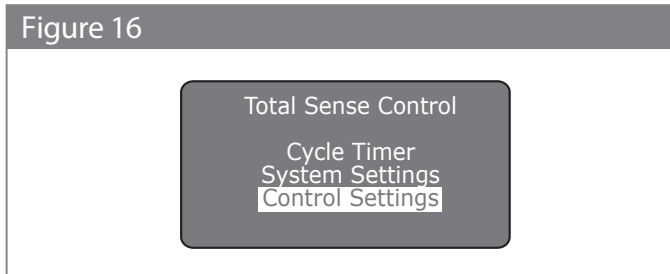 Figure 16
Total Sense Control
Cycle Timer
System Settings
Control Settings